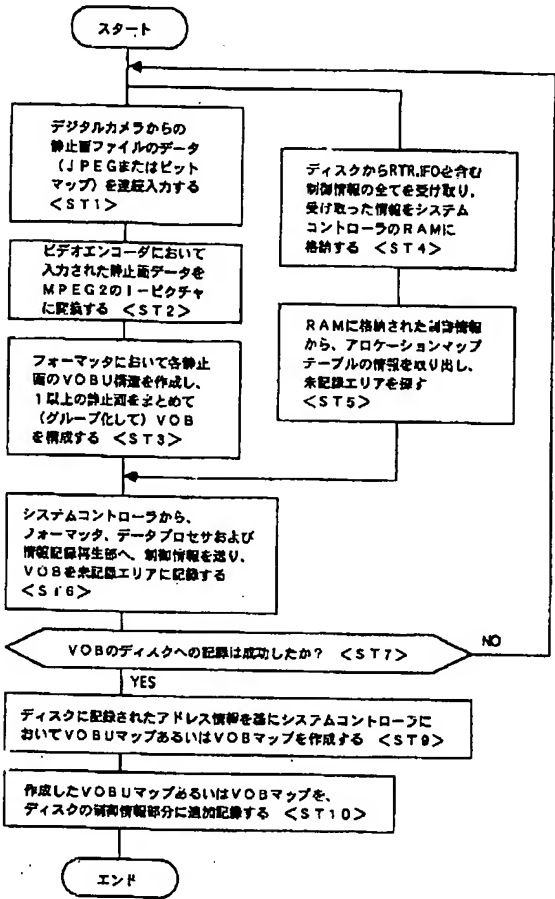 スタート
デジタルカメラからの
静止画ファイルのデータ
(JPEGまたはビット
マップ)を連続入力する
<ST1>
ビデオエンコーダにおいて
入力された静止画データを
MPEG2のI-ピクチャ
に変換する <ST2>
フォーマッタにおいて各静止
画のVOBU構造を作成し、
1以上の静止画をまとめて
(グループ化して)VOB
を構成する <ST3>
ディスクからRTR.IFOを含む
制御情報の全てを受け取り、
受け取った情報をシステム
コントローラのRAMに
格納する <ST4>
RAMに格納された制御情報
から、アロケーションマップ
テーブルの情報を取り出し、
未記録エリアを探す
<ST5>
システムコントローラから、
フォーマッタ、データプロセサおよび
情報記録再生部へ、制御情報を送り、
VOBを未記録エリアに記録する
<ST6>
VOBのディスクへの記録は成功したか? <ST7>
NO
YES
ディスクに記録されたアドレス情報を基にシステムコントローラに
おいてVOBUマップあるいはVOBマップを作成する <ST9>
作成したVOBUマップあるいはVOBマップを、
ディスクの制御情報部分に追加記録する <ST10>
エンド